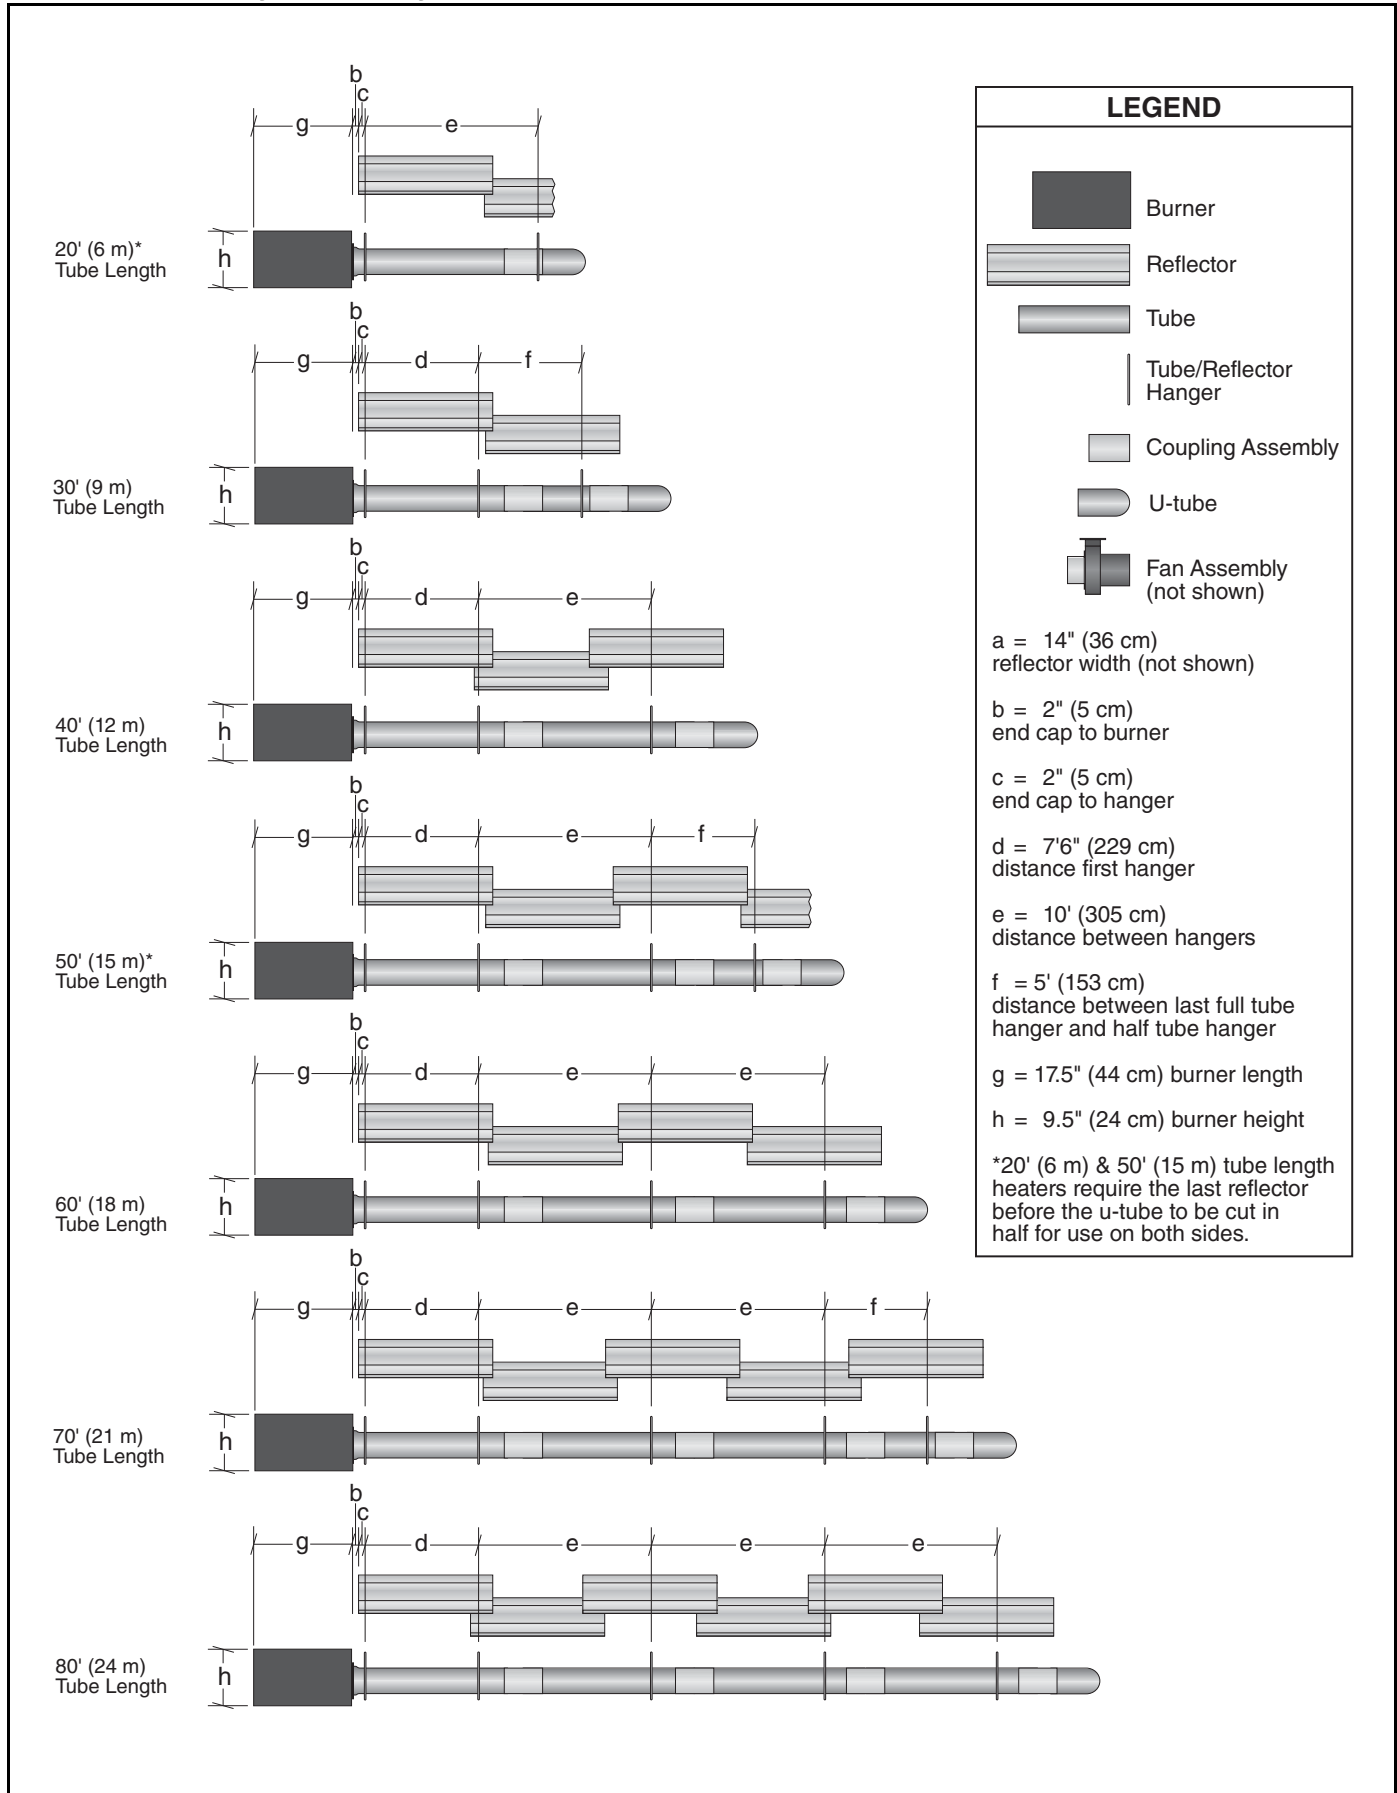 b
c
g
e
20' (6 m)*
Tube Length
h
b
c
g
d
f
30' (9 m)
Tube Length
h
b
c
g
d
e
40' (12 m)
Tube Length
h
b
c
g
d
e
f
50' (15 m)*
Tube Length
h
b
c
g
d
e
e
60' (18 m)
Tube Length
h
b
c
g
d
e
e
f
70' (21 m)
Tube Length
h
b
c
g
d
e
e
e
80' (24 m)
Tube Length
h
LEGEND
Burner
Reflector
Tube
Tube/Reflector
Hanger
Coupling Assembly
U-tube
Fan Assembly
(not shown)
a = 14" (36 cm)
reflector width (not shown)
b = 2" (5 cm)
end cap to burner
c = 2" (5 cm)
end cap to hanger
d = 7'6" (229 cm)
distance first hanger
e = 10' (305 cm)
distance between hangers
f = 5' (153 cm)
distance between last full tube
hanger and half tube hanger
g = 17.5" (44 cm) burner length
h = 9.5" (24 cm) burner height
*20' (6 m) & 50' (15 m) tube length
heaters require the last reflector
before the u-tube to be cut in
half for use on both sides.